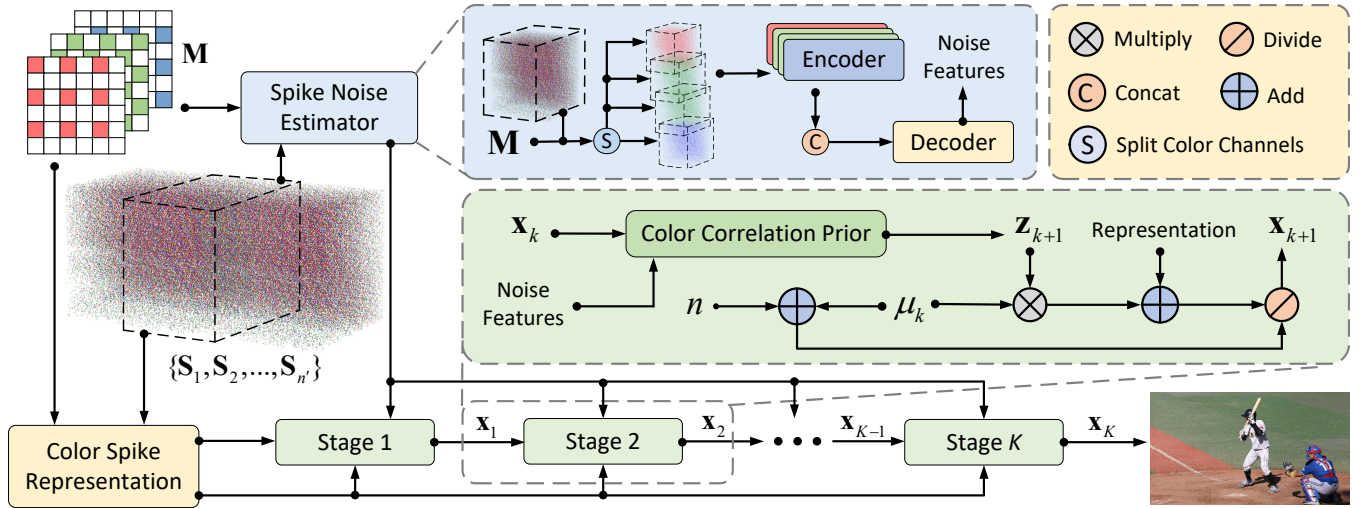 M
Spike Noise
Estimator
M
S
Encoder
Noise
Features
C
Decoder
Multiply
Divide
C
Concat
Add
S
Split Color Channels
x_k
Color Correlation Prior
z_{k+1}
Representation
x_{k+1}
Noise
Features
n
μ_k
{S_1, S_2, ..., S_{n'}}
Color Spike
Representation
Stage 1
x_1
Stage 2
x_2
x_{K-1}
Stage K
x_K